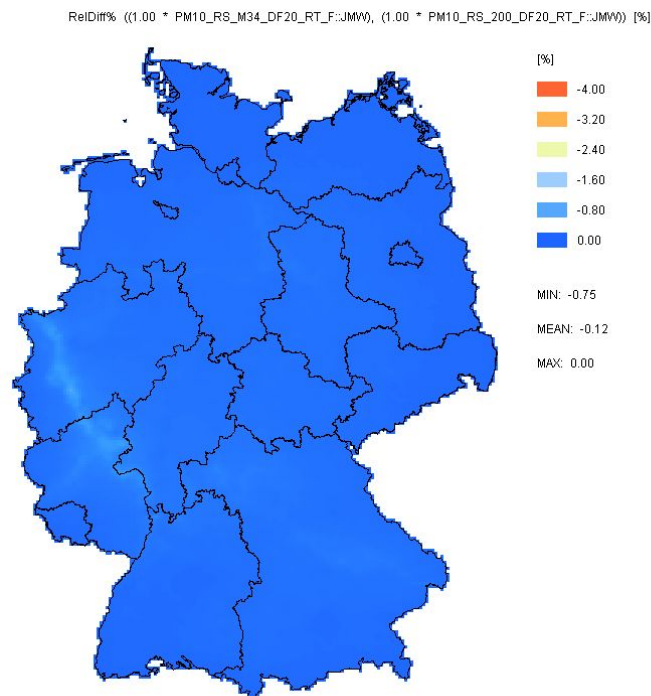 RelDiff% ((1.00 * PM10_RS_M34_DF20_RT_F::JMW), (1.00 * PM10_RS_200_DF20_RT_F::JMW)) [%]
[%]
-4.00
-3.20
-2.40
-1.60
-0.80
0.00
MIN: -0.75
MEAN: -0.12
MAX: 0.00